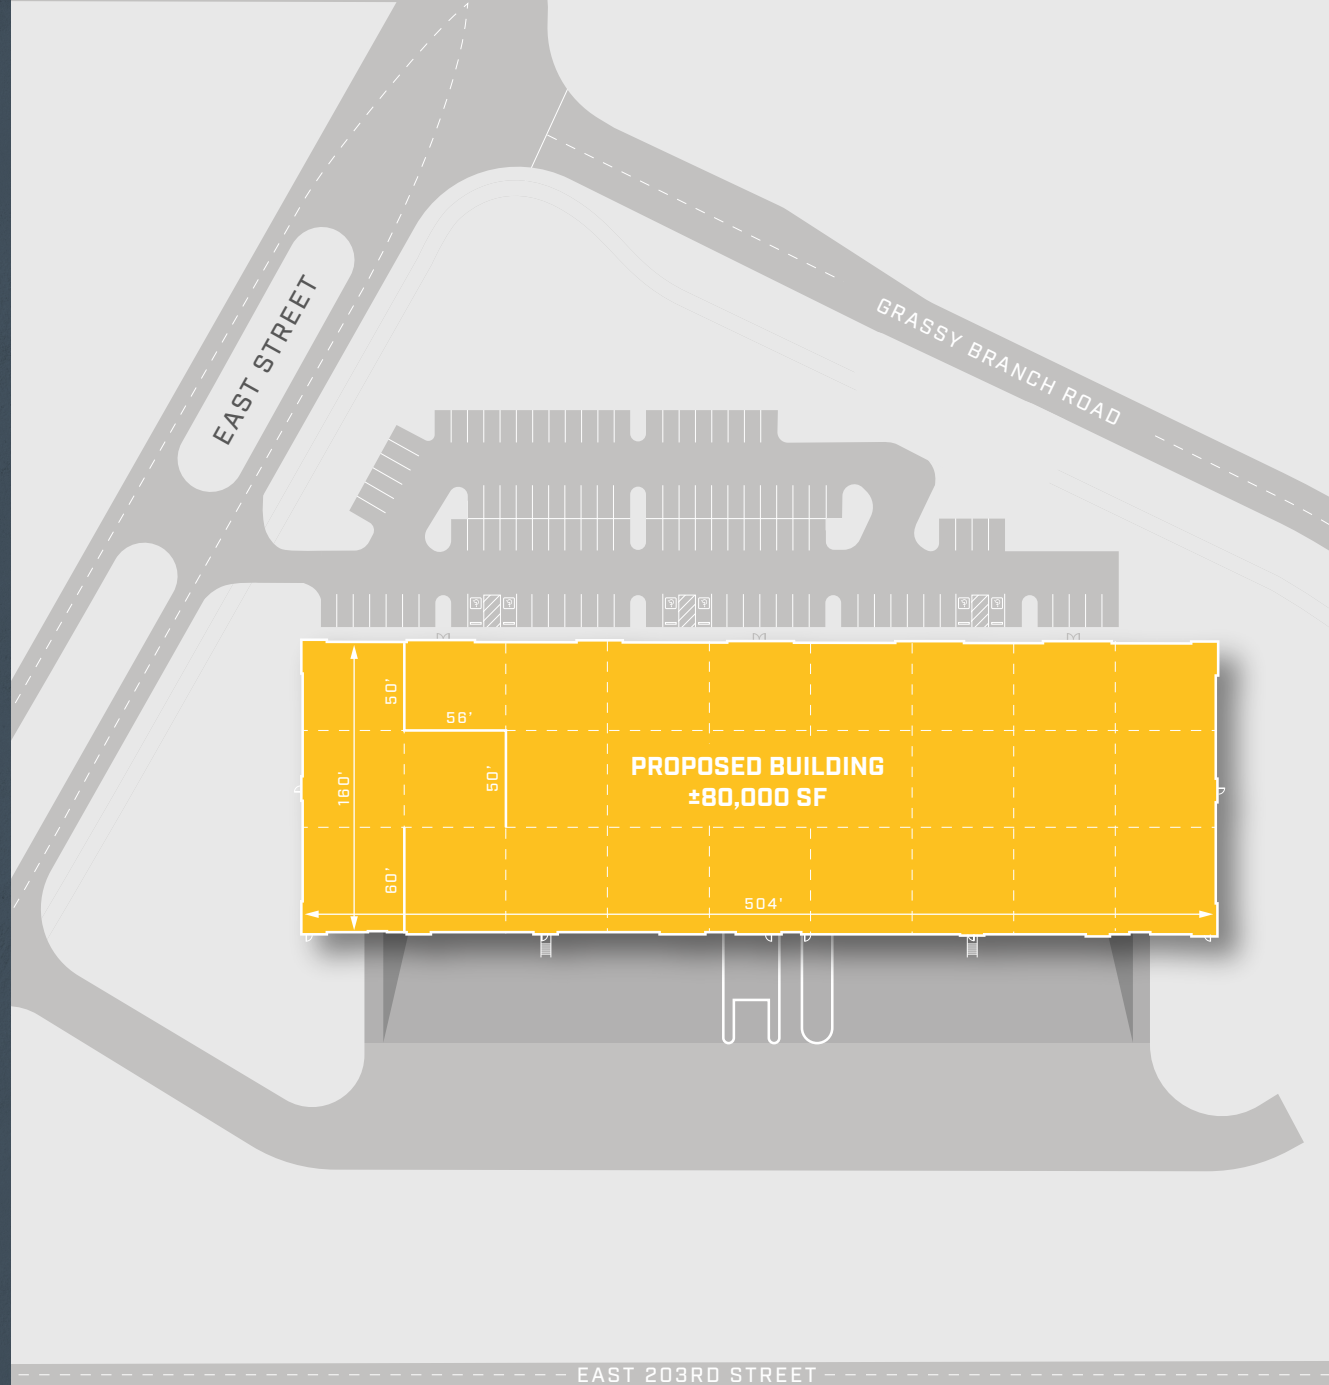 EAST STREET
GRASSY BRANCH ROAD
50'
56'
160'
50'
PROPOSED BUILDING
±80,000 SF
60'
504'
EAST 203RD STREET